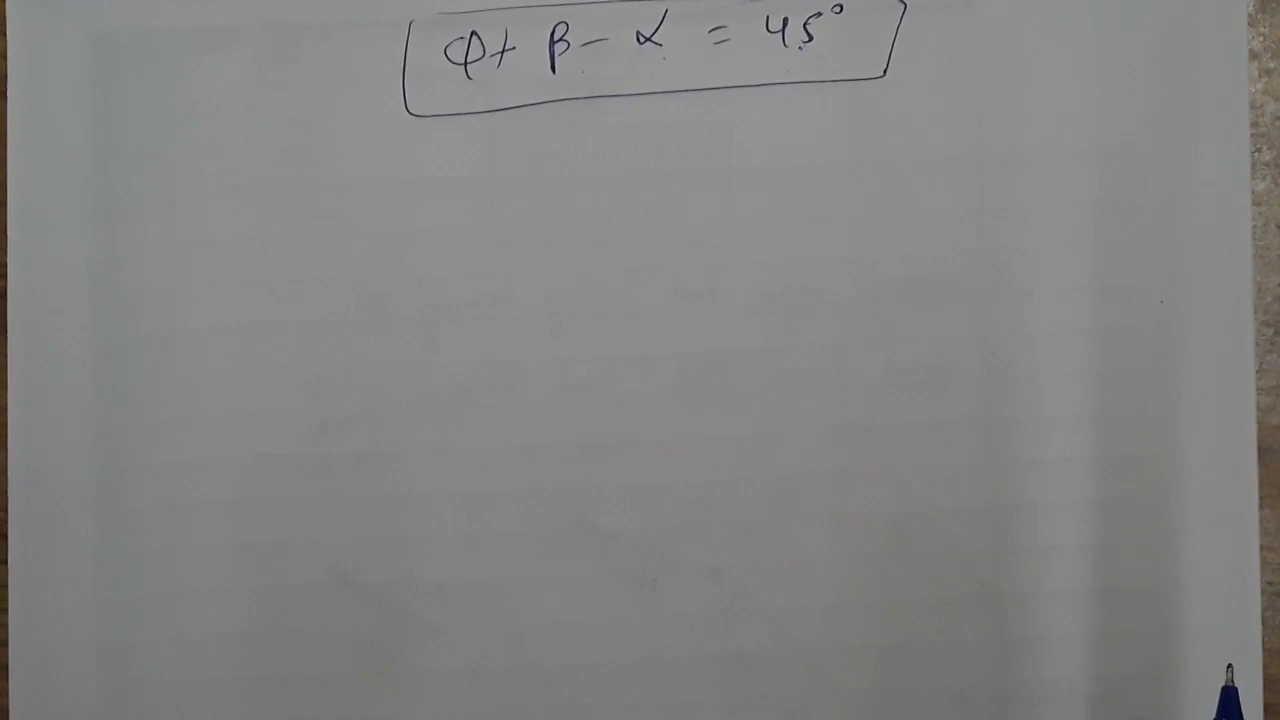 φ + β - α = 45°